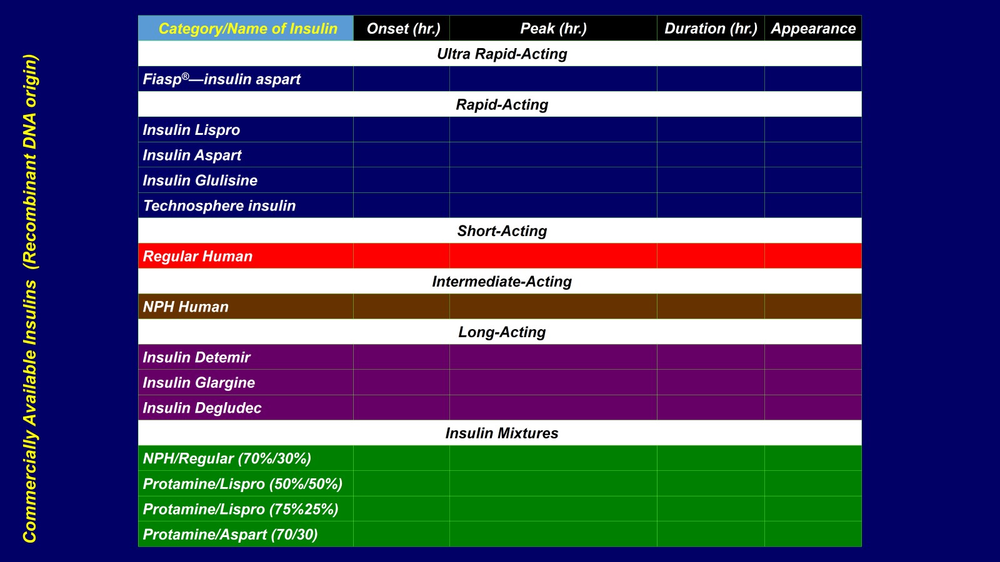 Commercially Available Insulins (Recombinant DNA origin)
Category/Name of Insulin Onset (hr.) Peak (hr.) Duration (hr.) Appearance
Ultra Rapid-Acting
Fiasp®—insulin aspart
Rapid-Acting
Insulin Lispro
Insulin Aspart
Insulin Glulisine
Technosphere insulin
Short-Acting
Regular Human
Intermediate-Acting
NPH Human
Long-Acting
Insulin Detemir
Insulin Glargine
Insulin Degludec
Insulin Mixtures
NPH/Regular (70%/30%)
Protamine/Lispro (50%/50%)
Protamine/Lispro (75%25%)
Protamine/Aspart (70/30)